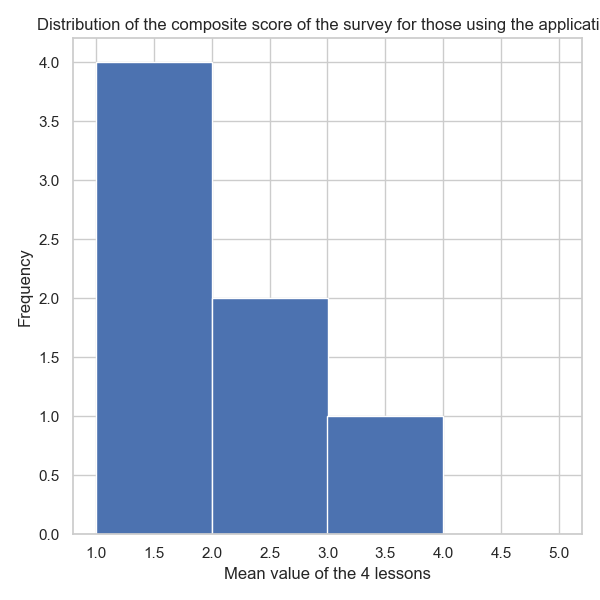 Distribution of the composite score of the survey for those using the applicati
4.0
3.5
3.0
2.5
2.0
1.5
1.0
0.5
0.0
Frequency
1.0 1.5 2.0 2.5 3.0 3.5 4.0 4.5 5.0
Mean value of the 4 lessons